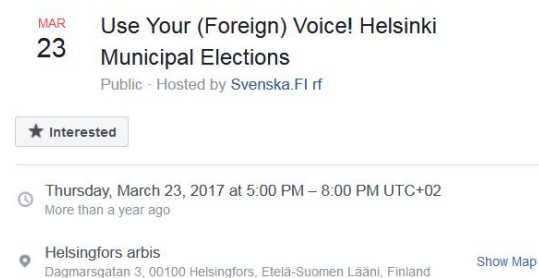 MAR
23
Use Your (Foreign) Voice! Helsinki
Municipal Elections
Public · Hosted by Svenska.FI rf
★ Interested
Thursday, March 23, 2017 at 5:00 PM – 8:00 PM UTC+02
More than a year ago
Helsingfors arbis
Dagmarsgatan 3, 00100 Helsingfors, Etelä-Suomen Lääni, Finland
Show Map